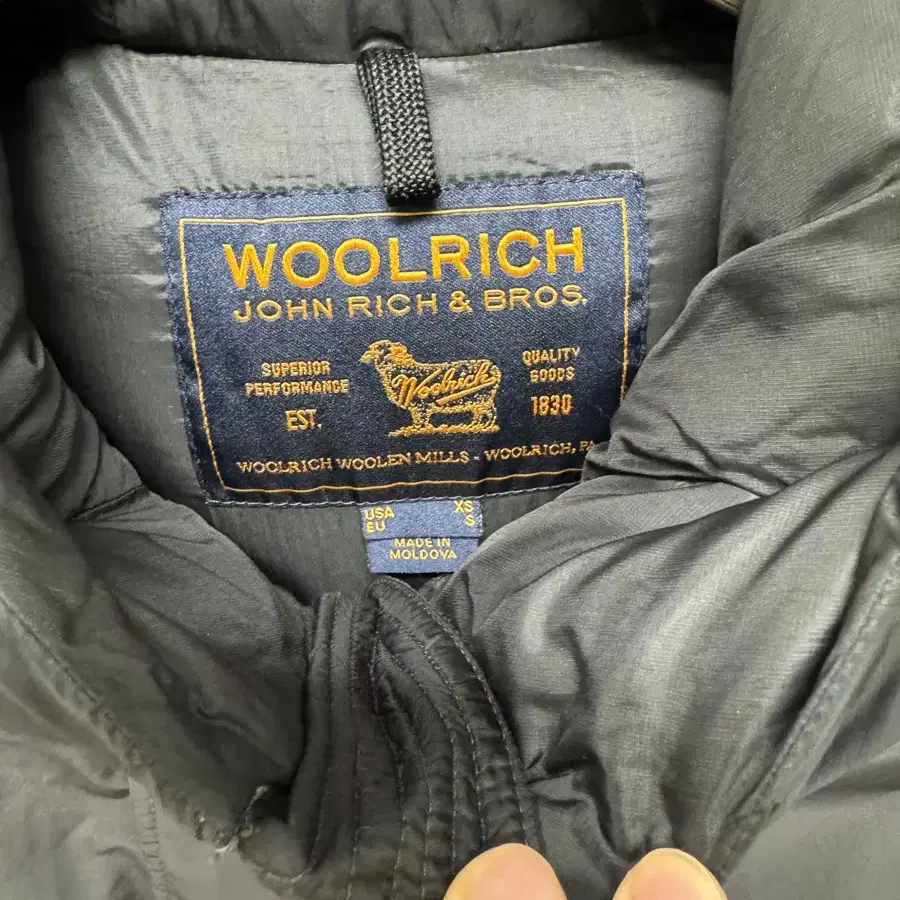 WOOLRICH
JOHN RICH & BROS.
SUPERIOR
PERFORMANCE
EST.
Woolrich
QUALITY
GOODS
1830
WOOLRICH WOOLEN MILLS - WOOLRICH, PA
USA XS
EU S
MADE IN
MOLDOVA